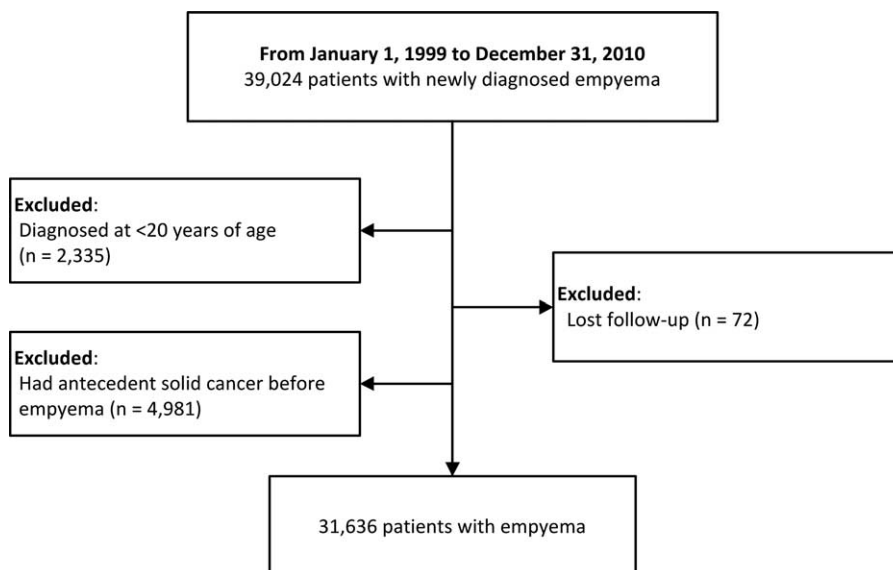 From January 1, 1999 to December 31, 2010
39,024 patients with newly diagnosed empyema
Excluded:
Diagnosed at <20 years of age
(n = 2,335)
Excluded:
Lost follow-up (n = 72)
Excluded:
Had antecedent solid cancer before
empyema (n = 4,981)
31,636 patients with empyema